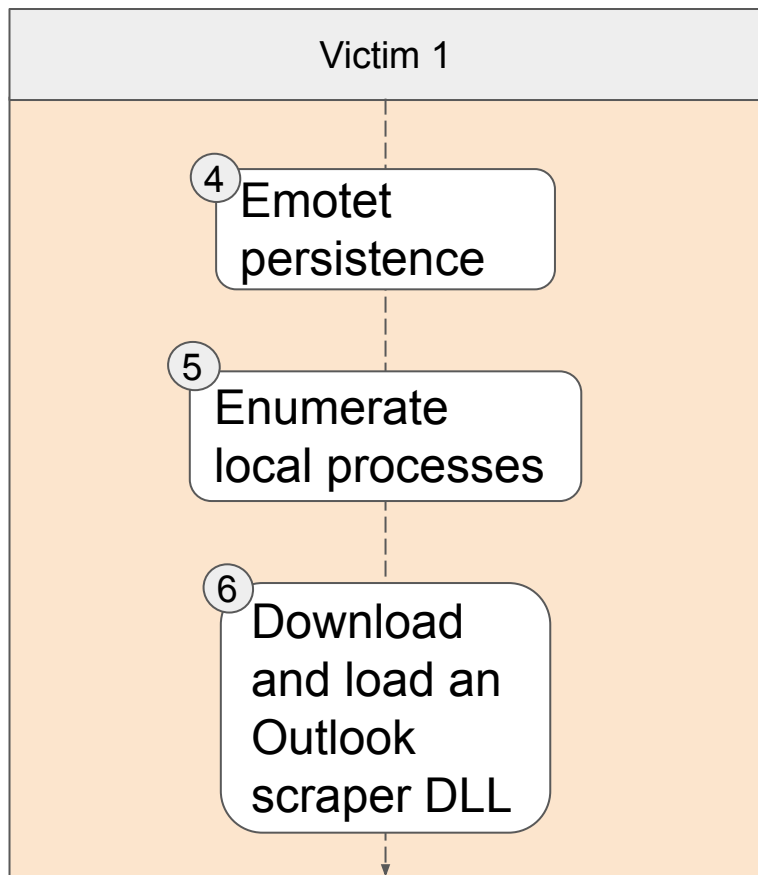 Victim 1
4
Emotet
persistence
5
Enumerate
local processes
6
Download
and load an
Outlook
scraper DLL